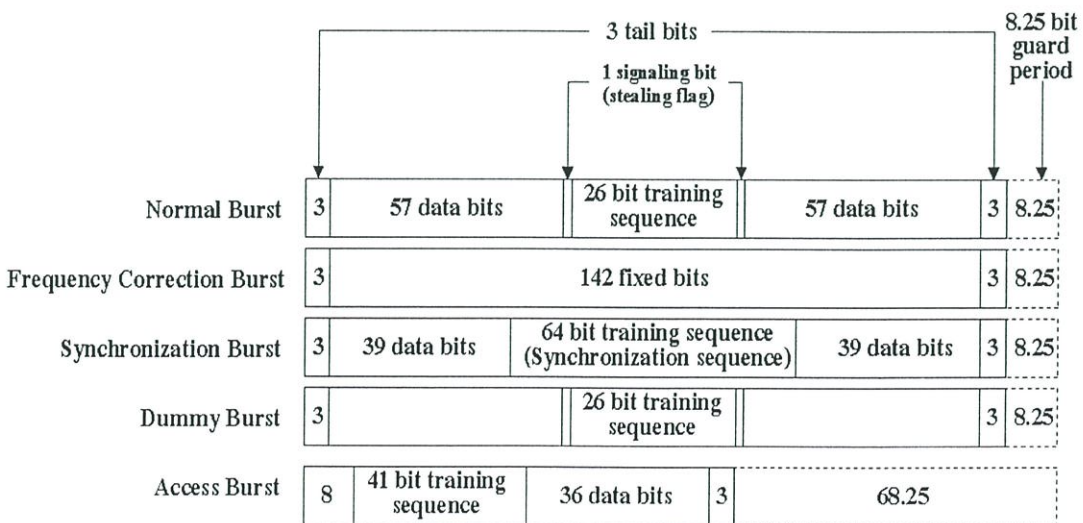 3 tail bits
8.25 bit
guard
period
1 signaling bit
(stealing flag)
Normal Burst
3
57 data bits
26 bit training
sequence
57 data bits
3
8.25
Frequency Correction Burst
3
142 fixed bits
3
8.25
Synchronization Burst
3
39 data bits
64 bit training sequence
(Synchronization sequence)
39 data bits
3
8.25
Dummy Burst
3
26 bit training
sequence
3
8.25
Access Burst
8
41 bit training
sequence
36 data bits
3
68.25